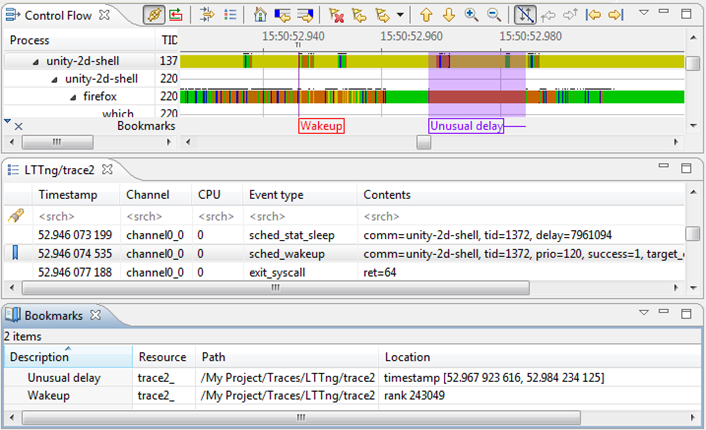 Control Flow
Process TID 15:50:52.940 15:50:52.960 15:50:52.980
unity-2d-shell 137
unity-2d-shell 220
firefox 220
which 220
Bookmarks Wakeup Unusual delay
LTTng/trace2
Timestamp Channel CPU Event type Contents
<srch> <srch> <srch> <srch> <srch>
52.946 073 199 channel0_0 0 sched_stat_sleep comm=unity-2d-shell, tid=1372, delay=7961094
52.946 074 535 channel0_0 0 sched_wakeup comm=unity-2d-shell, tid=1372, prio=120, success=1, target_c
52.946 077 188 channel0_0 0 exit_syscall ret=64
Bookmarks
2 items
Description Resource Path Location
Unusual delay trace2_ /My Project/Traces/LTTng/trace2 timestamp [52.967 923 616, 52.984 234 125]
Wakeup trace2_ /My Project/Traces/LTTng/trace2 rank 243049